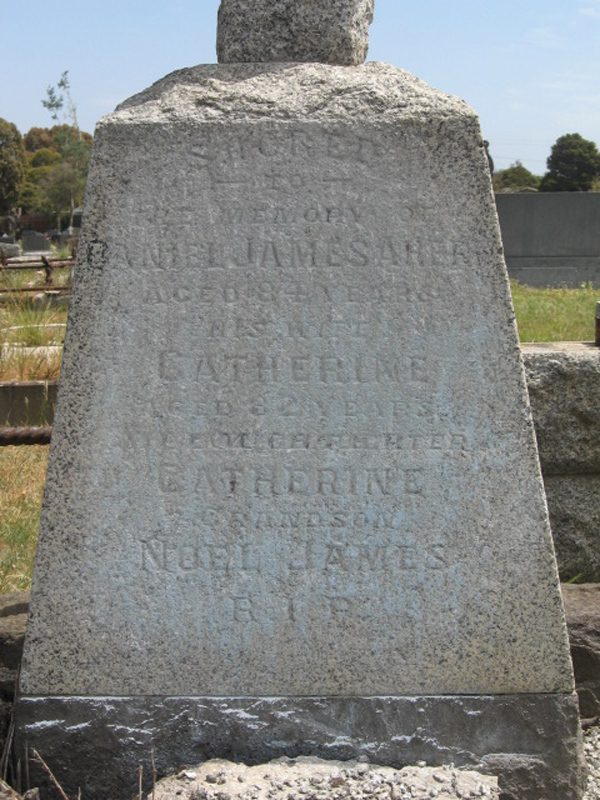 SACRED
TO
THE MEMORY OF
DANIEL JAMES AHERN
AGED 84 YEARS
HIS WIFE
CATHERINE
AGED 82 YEARS
DAUGHTER
CATHERINE
GRANDSON
NOEL JAMES
R I P